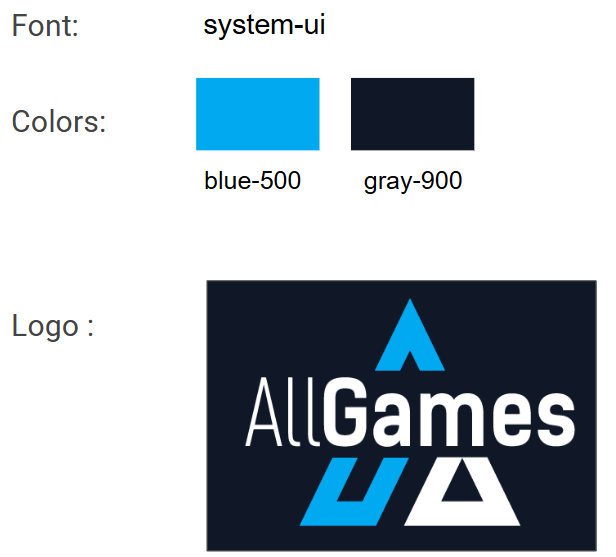 Font:
system-ui
Colors:
blue-500
gray-900
Logo :
AllGames